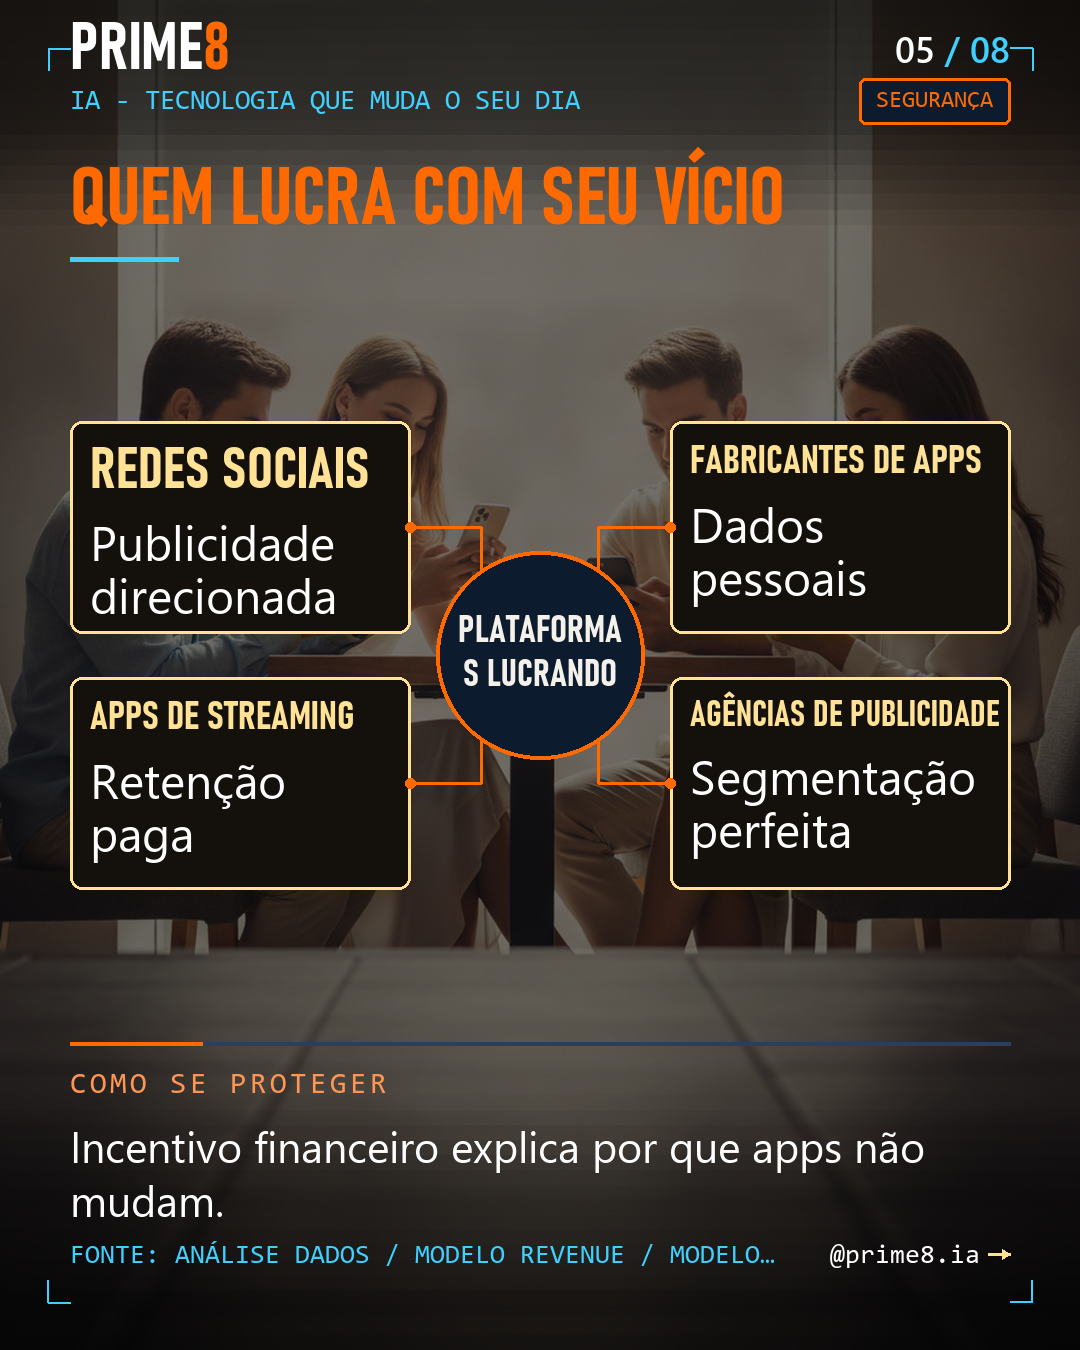 PRIME8
05 / 08
IA - TECNOLOGIA QUE MUDA O SEU DIA
SEGURANÇA
QUEM LUCRA COM SEU VÍCIO
REDES SOCIAIS
Publicidade
direcionada
FABRICANTES DE APPS
Dados
pessoais
PLATAFORMA
S LUCRANDO
APPS DE STREAMING
Retenção
paga
AGÊNCIAS DE PUBLICIDADE
Segmentação
perfeita
COMO SE PROTEGER
Incentivo financeiro explica por que apps não
mudam.
FONTE: ANÁLISE DADOS / MODELO REVENUE / MODELO…
@prime8.ia